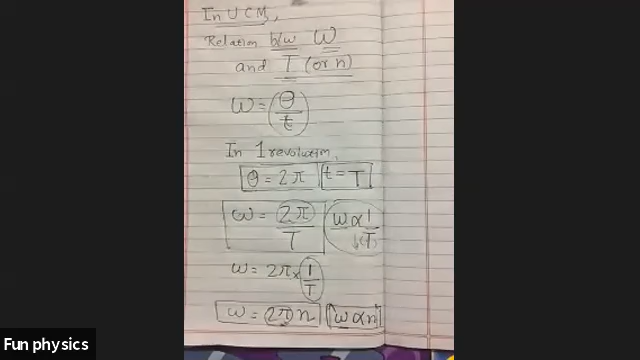 In UCM,
Relation b/w ω
and T (or n)
ω = θ/t
In 1 revolution,
θ = 2π t = T
ω = 2π/T ω ∝ 1/T
ω = 2π × 1/T
ω = (2π) n ω ∝ n
Fun physics